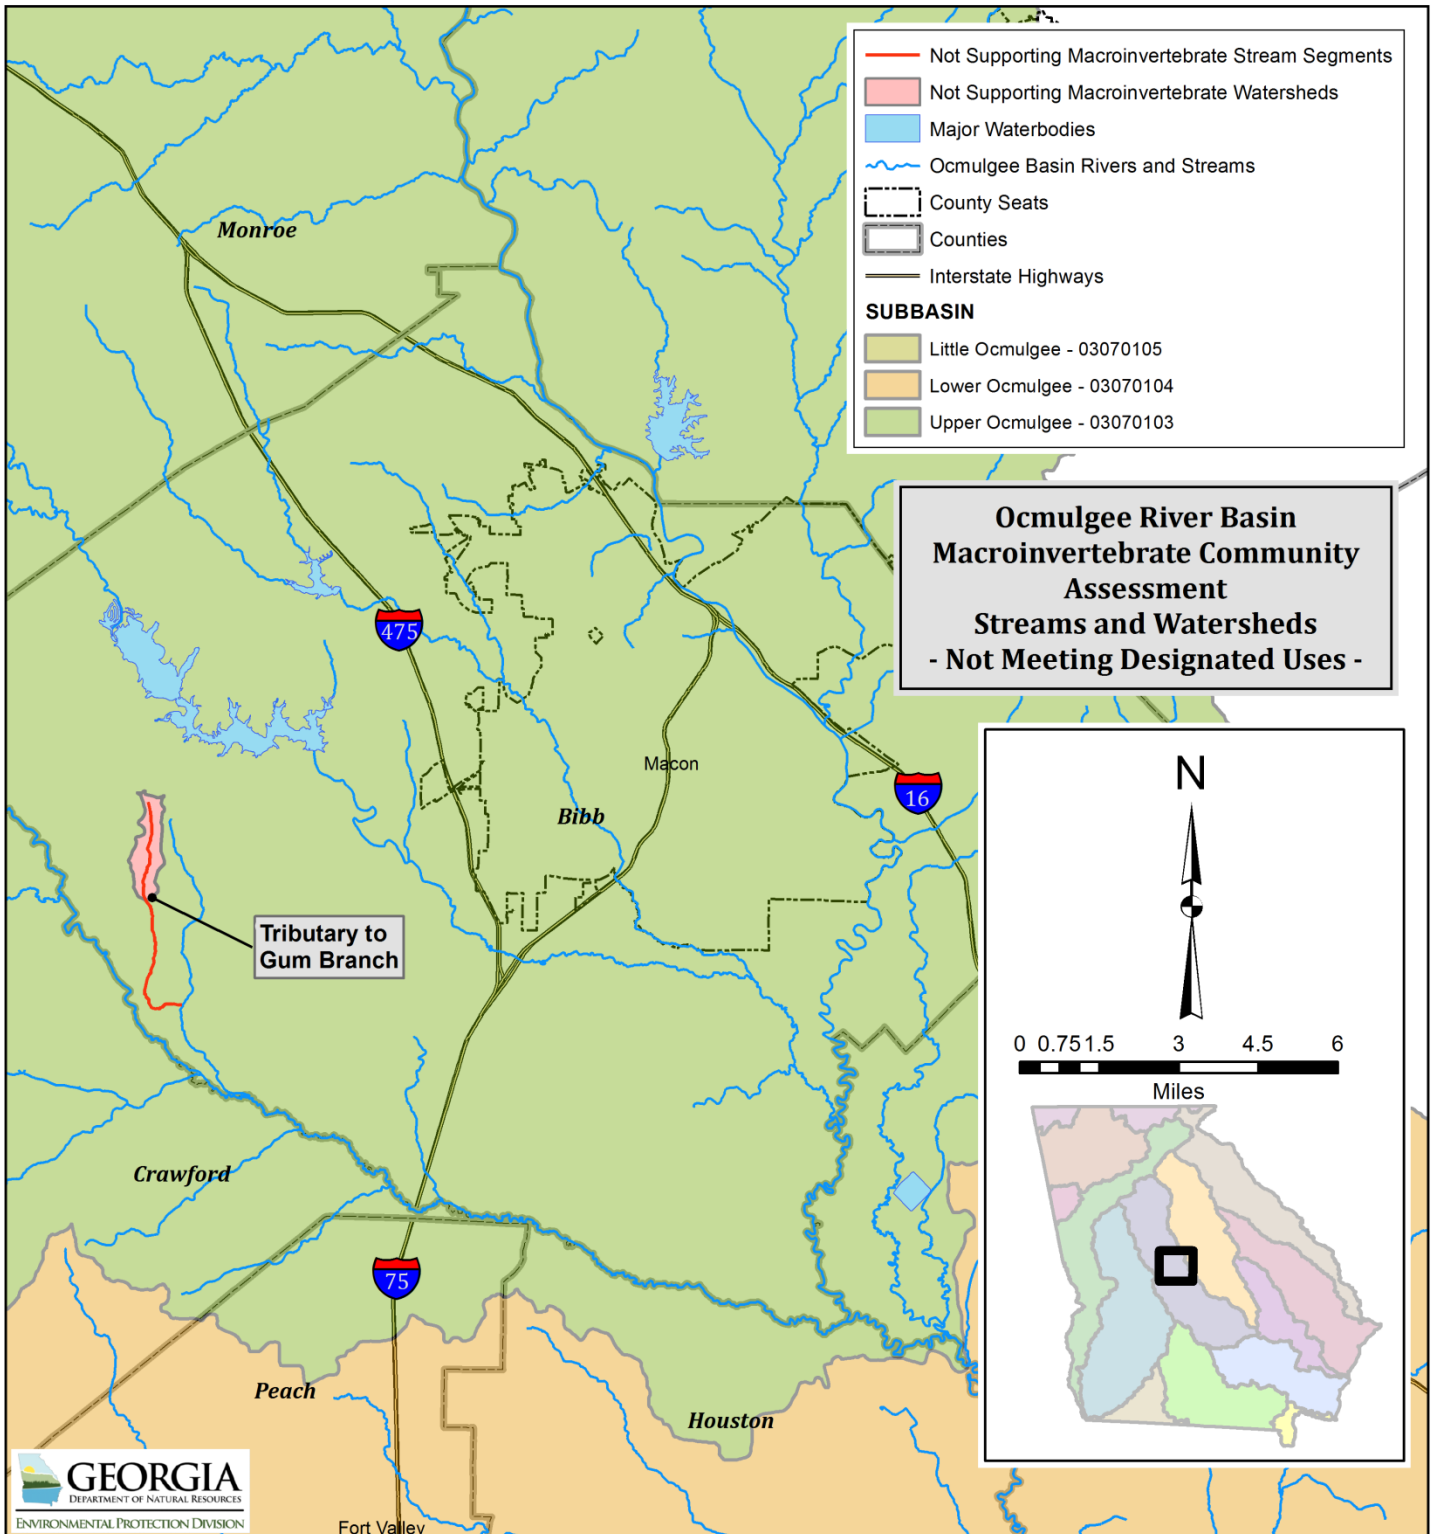 Not Supporting Macroinvertebrate Stream Segments
Not Supporting Macroinvertebrate Watersheds
Major Waterbodies
Ocmulgee Basin Rivers and Streams
County Seats
Counties
Interstate Highways
SUBBASIN
Little Ocmulgee - 03070105
Lower Ocmulgee - 03070104
Upper Ocmulgee - 03070103
Monroe
Ocmulgee River Basin
Macroinvertebrate Community
Assessment
Streams and Watersheds
- Not Meeting Designated Uses -
475
Macon
16
Bibb
Tributary to
Gum Branch
N
0 0.75 1.5 3 4.5 6
Miles
Crawford
75
Peach
Houston
GEORGIA
DEPARTMENT OF NATURAL RESOURCES
ENVIRONMENTAL PROTECTION DIVISION
Fort Valley